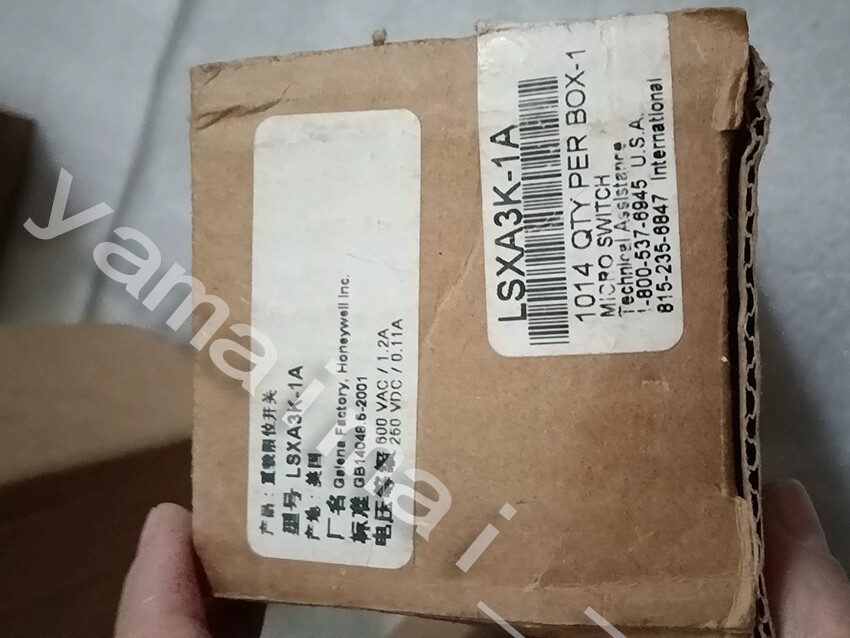 LSXA3K-1A
1014 QTY PER BOX-1
MICRO SWITCH
Technical Assistance
1-800-537-6945 U.S.A.
815-235-6847 International
产品: 重载限位开关
型号 LSXA3K-1A
产地: 美国
厂名 Galena Factory, Honeywell Inc.
标准 GB14048.5-2001
电压等级 600 VAC / 1.2A
250 VDC / 0.11A
yamaimai